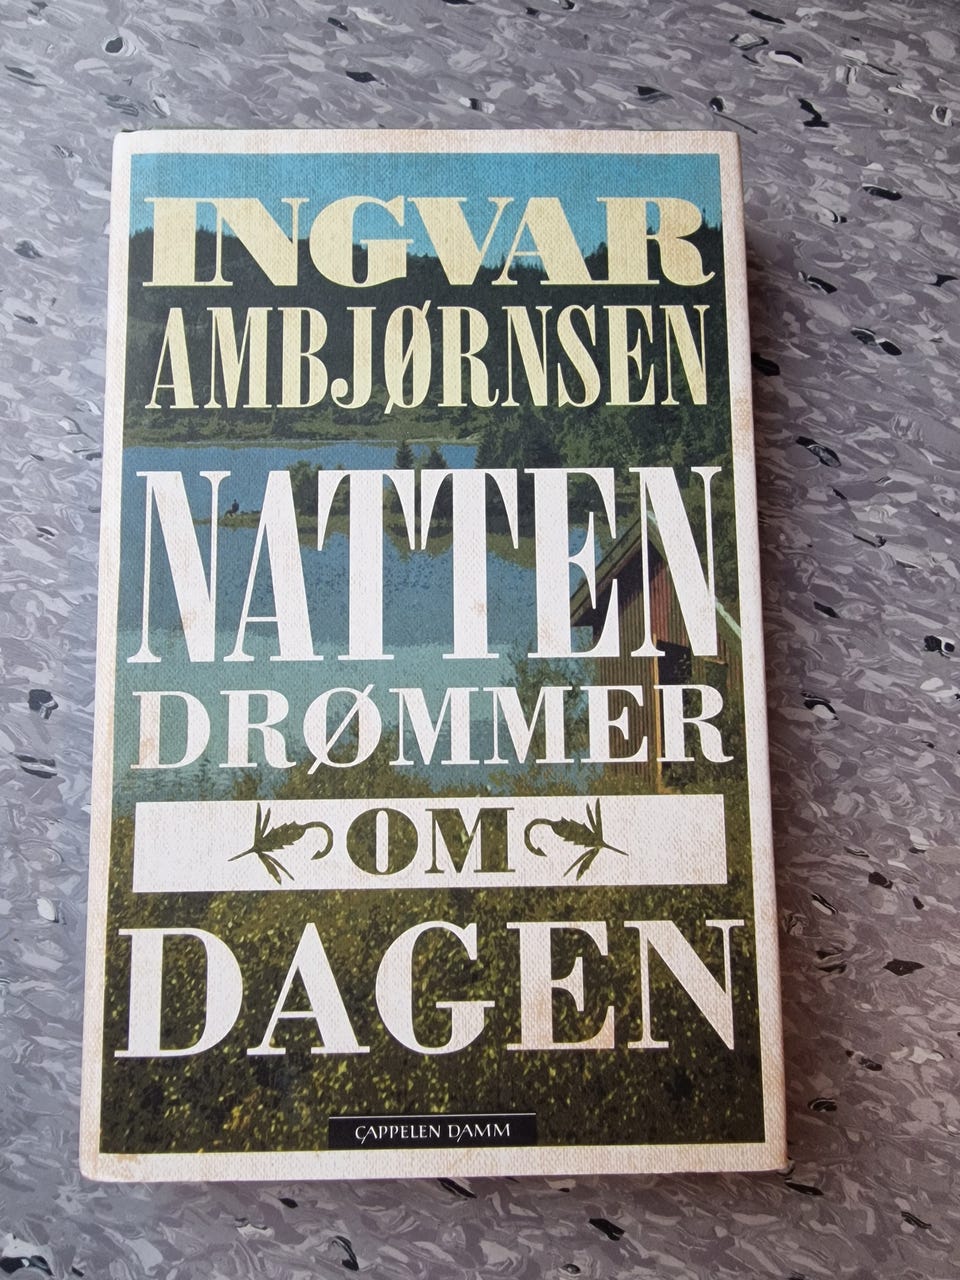 INGVAR
AMBJØRNSEN
NATTEN
DRØMMER
OM
DAGEN
CAPPELEN DAMM